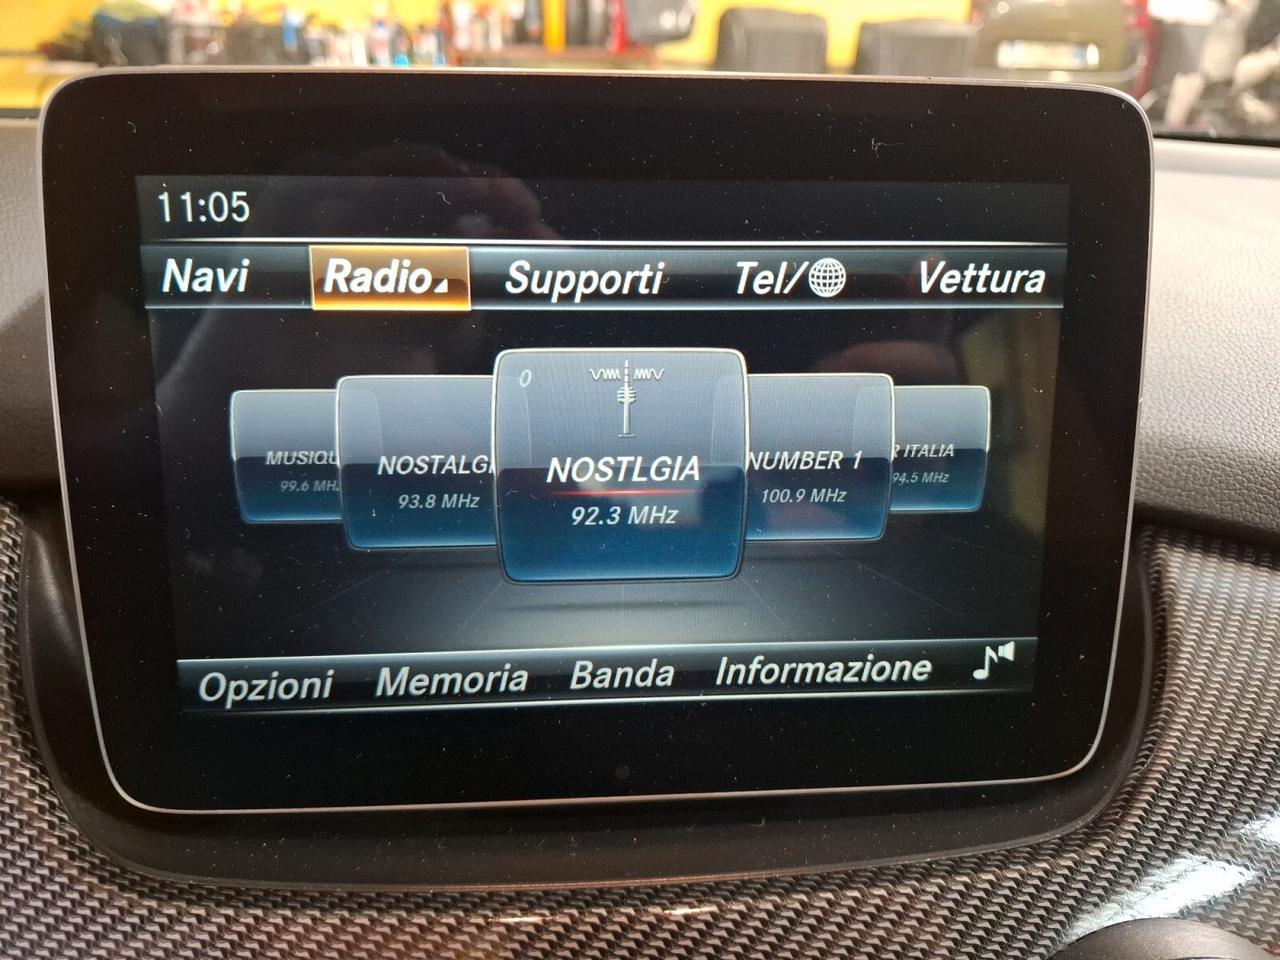 11:05
Navi Radio Supporti Tel/ Vettura
0
MUSIQU NOSTALGI NOSTLGIA NUMBER 1 R ITALIA
99.6 MHz 93.8 MHz 92.3 MHz 100.9 MHz 94.5 MHz
Opzioni Memoria Banda Informazione